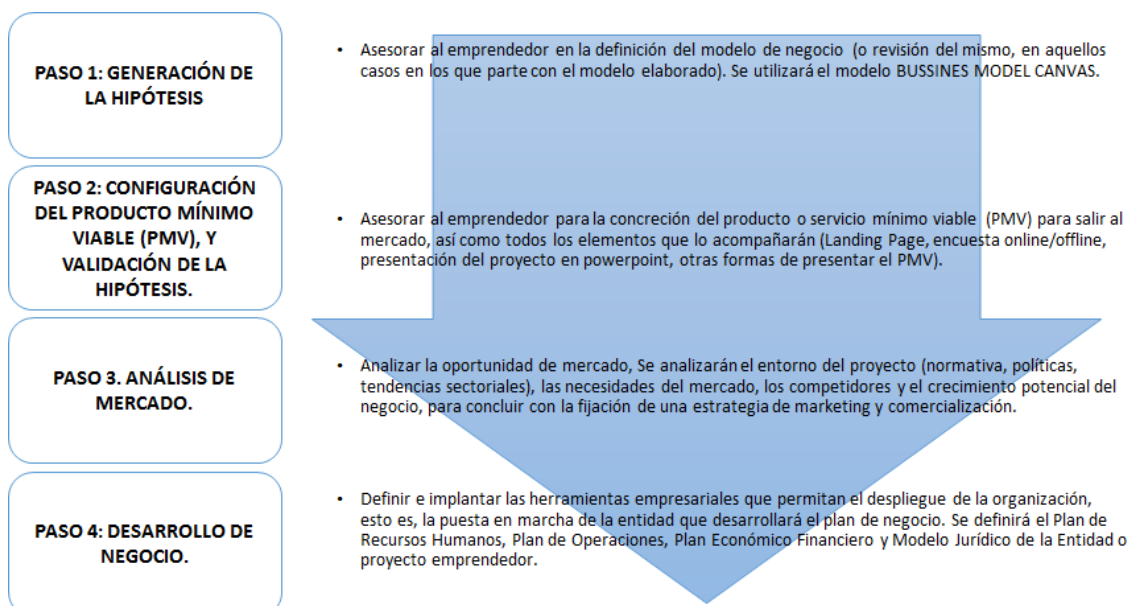 PASO 1: GENERACIÓN DE
LA HIPÓTESIS
• Asesorar al emprendedor en la definición del modelo de negocio (o revisión del mismo, en aquellos
casos en los que parte con el modelo elaborado). Se utilizará el modelo BUSSINES MODEL CANVAS.
PASO 2: CONFIGURACIÓN
DEL PRODUCTO MÍNIMO
VIABLE (PMV), Y
VALIDACIÓN DE LA
HIPÓTESIS.
• Asesorar al emprendedor para la concreción del producto o servicio mínimo viable (PMV) para salir al
mercado, así como todos los elementos que lo acompañarán (Landing Page, encuesta online/offline,
presentación del proyecto en powerpoint, otras formas de presentar el PMV).
PASO 3. ANÁLISIS DE
MERCADO.
• Analizar la oportunidad de mercado, Se analizarán el entorno del proyecto (normativa, políticas,
tendencias sectoriales), las necesidades del mercado, los competidores y el crecimiento potencial del
negocio, para concluir con la fijación de una estrategia de marketing y comercialización.
PASO 4: DESARROLLO DE
NEGOCIO.
• Definir e implantar las herramientas empresariales que permitan el despliegue de la organización,
esto es, la puesta en marcha de la entidad que desarrollará el plan de negocio. Se definirá el Plan de
Recursos Humanos, Plan de Operaciones, Plan Económico Financiero y Modelo Jurídico de la Entidad o
proyecto emprendedor.